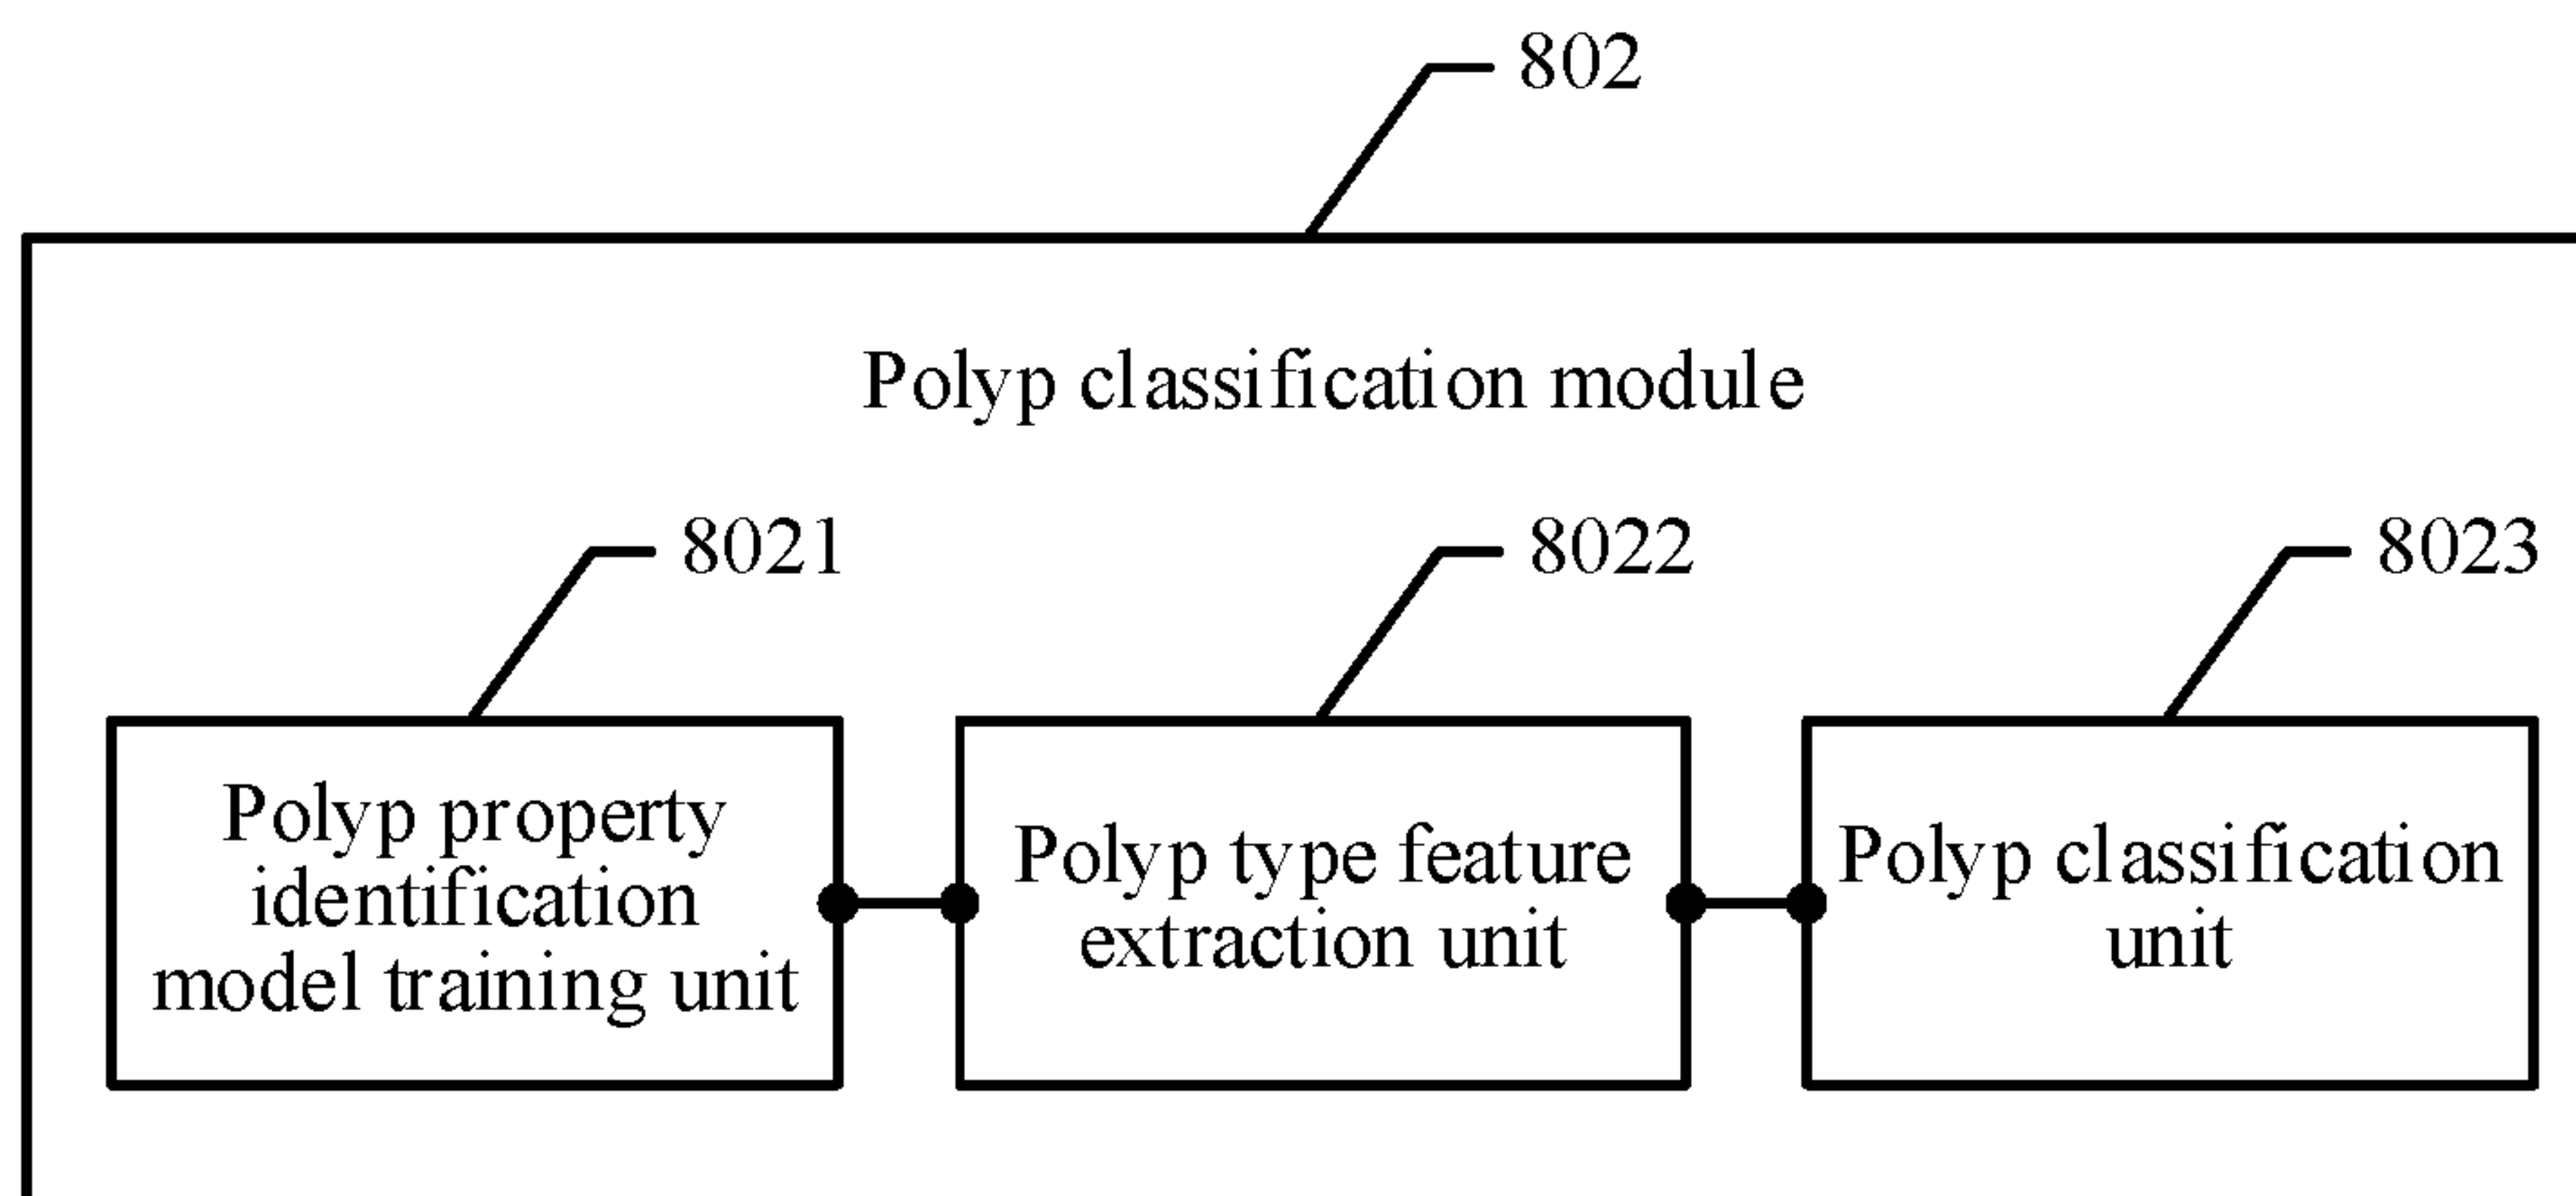 802
Polyp classification module
8021
8022
8023
Polyp property
identification
model training unit
Polyp type feature
extraction unit
Polyp classification
unit